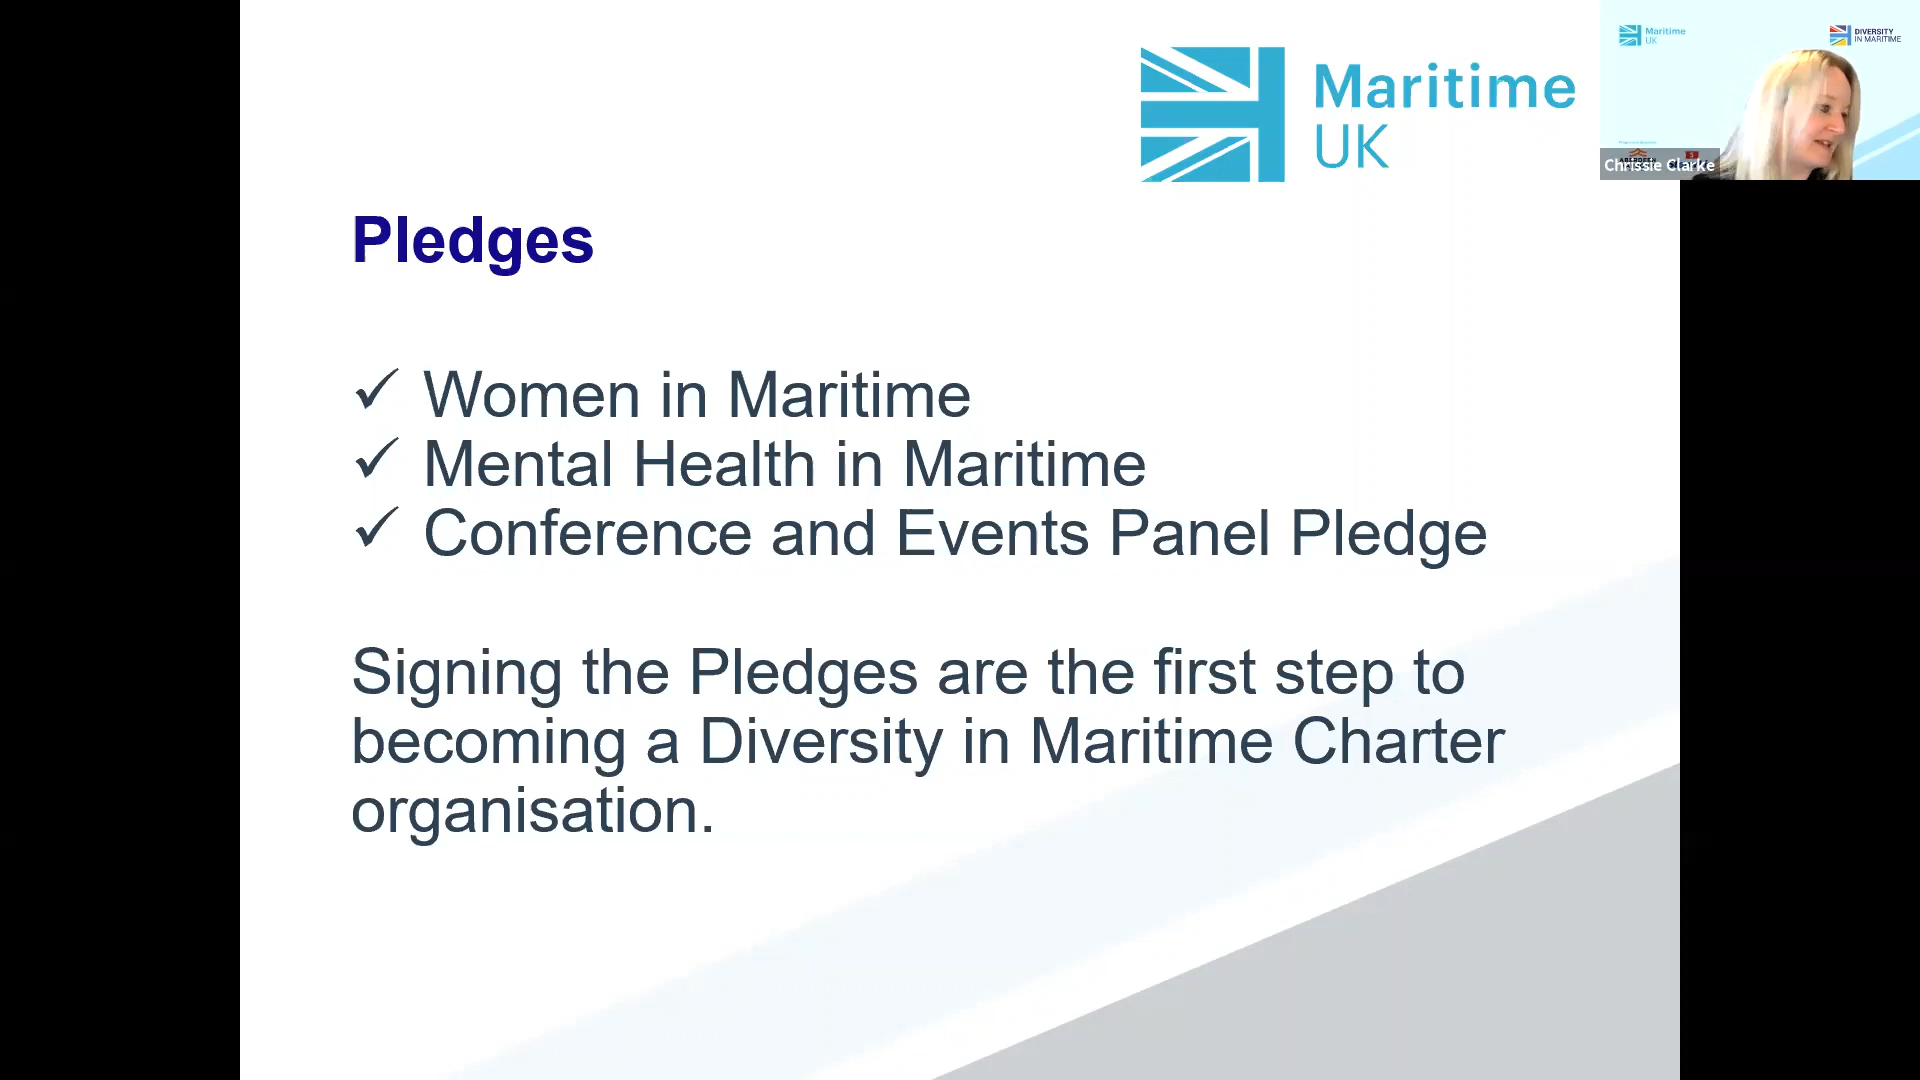 Maritime
UK
Maritime
UK
DIVERSITY
IN MARITIME
Chrissie Clarke
Pledges
✓ Women in Maritime
✓ Mental Health in Maritime
✓ Conference and Events Panel Pledge
Signing the Pledges are the first step to
becoming a Diversity in Maritime Charter
organisation.